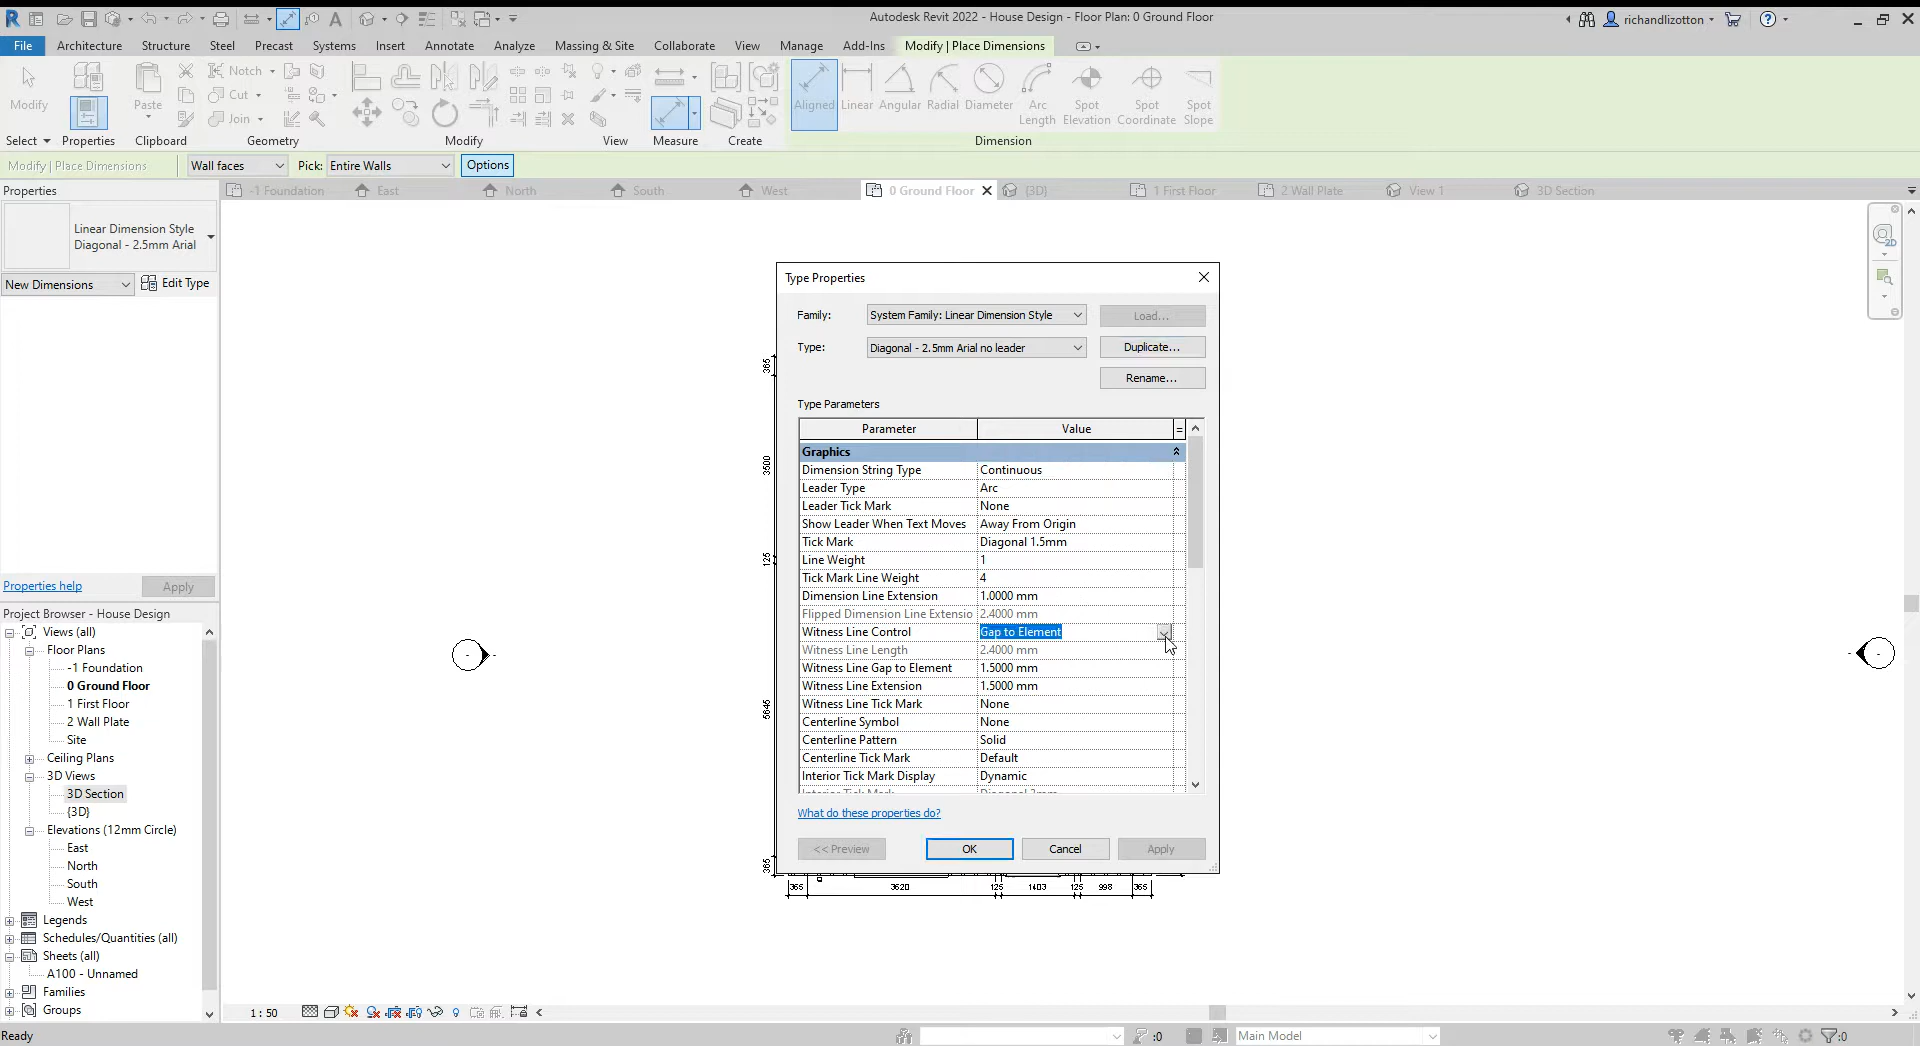 Autodesk Revit 2022 - House Design - Floor Plan: 0 Ground Floor
richandlizotton
File Architecture Structure Steel Precast Systems Insert Annotate Analyze Massing & Site Collaborate View Manage Add-Ins Modify | Place Dimensions
Modify
Paste
Notch
Cut
Join
Aligned Linear Angular Radial Diameter Arc Length Spot Elevation Spot Coordinate Spot Slope
Select Properties Clipboard Geometry Modify View Measure Create Dimension
Modify | Place Dimensions Wall faces Pick: Entire Walls Options
Properties
-1 Foundation East North South West 0 Ground Floor {3D} 1 First Floor 2 Wall Plate View 1 3D Section
Linear Dimension Style
Diagonal - 2.5mm Arial
New Dimensions Edit Type
Properties help Apply
Project Browser - House Design
Views (all)
Floor Plans
-1 Foundation
0 Ground Floor
1 First Floor
2 Wall Plate
Site
Ceiling Plans
3D Views
3D Section
{3D}
Elevations (12mm Circle)
East
North
South
West
Legends
Schedules/Quantities (all)
Sheets (all)
A100 - Unnamed
Families
Groups
2D
365
3500
125
5645
365
Type Properties
Family: System Family: Linear Dimension Style Load...
Type: Diagonal - 2.5mm Arial no leader Duplicate...
Rename...
Type Parameters
Parameter Value =
Graphics
Dimension String Type Continuous
Leader Type Arc
Leader Tick Mark None
Show Leader When Text Moves Away From Origin
Tick Mark Diagonal 1.5mm
Line Weight 1
Tick Mark Line Weight 4
Dimension Line Extension 1.0000 mm
Flipped Dimension Line Extensio 2.4000 mm
Witness Line Control Gap to Element
Witness Line Length 2.4000 mm
Witness Line Gap to Element 1.5000 mm
Witness Line Extension 1.5000 mm
Witness Line Tick Mark None
Centerline Symbol None
Centerline Pattern Solid
Centerline Tick Mark Default
Interior Tick Mark Display Dynamic
Interior Tick Mark Diagonal 3mm
What do these properties do?
<< Preview OK Cancel Apply
365 3620 125 1403 125 998 365
1 : 50
Ready :0 Main Model :0